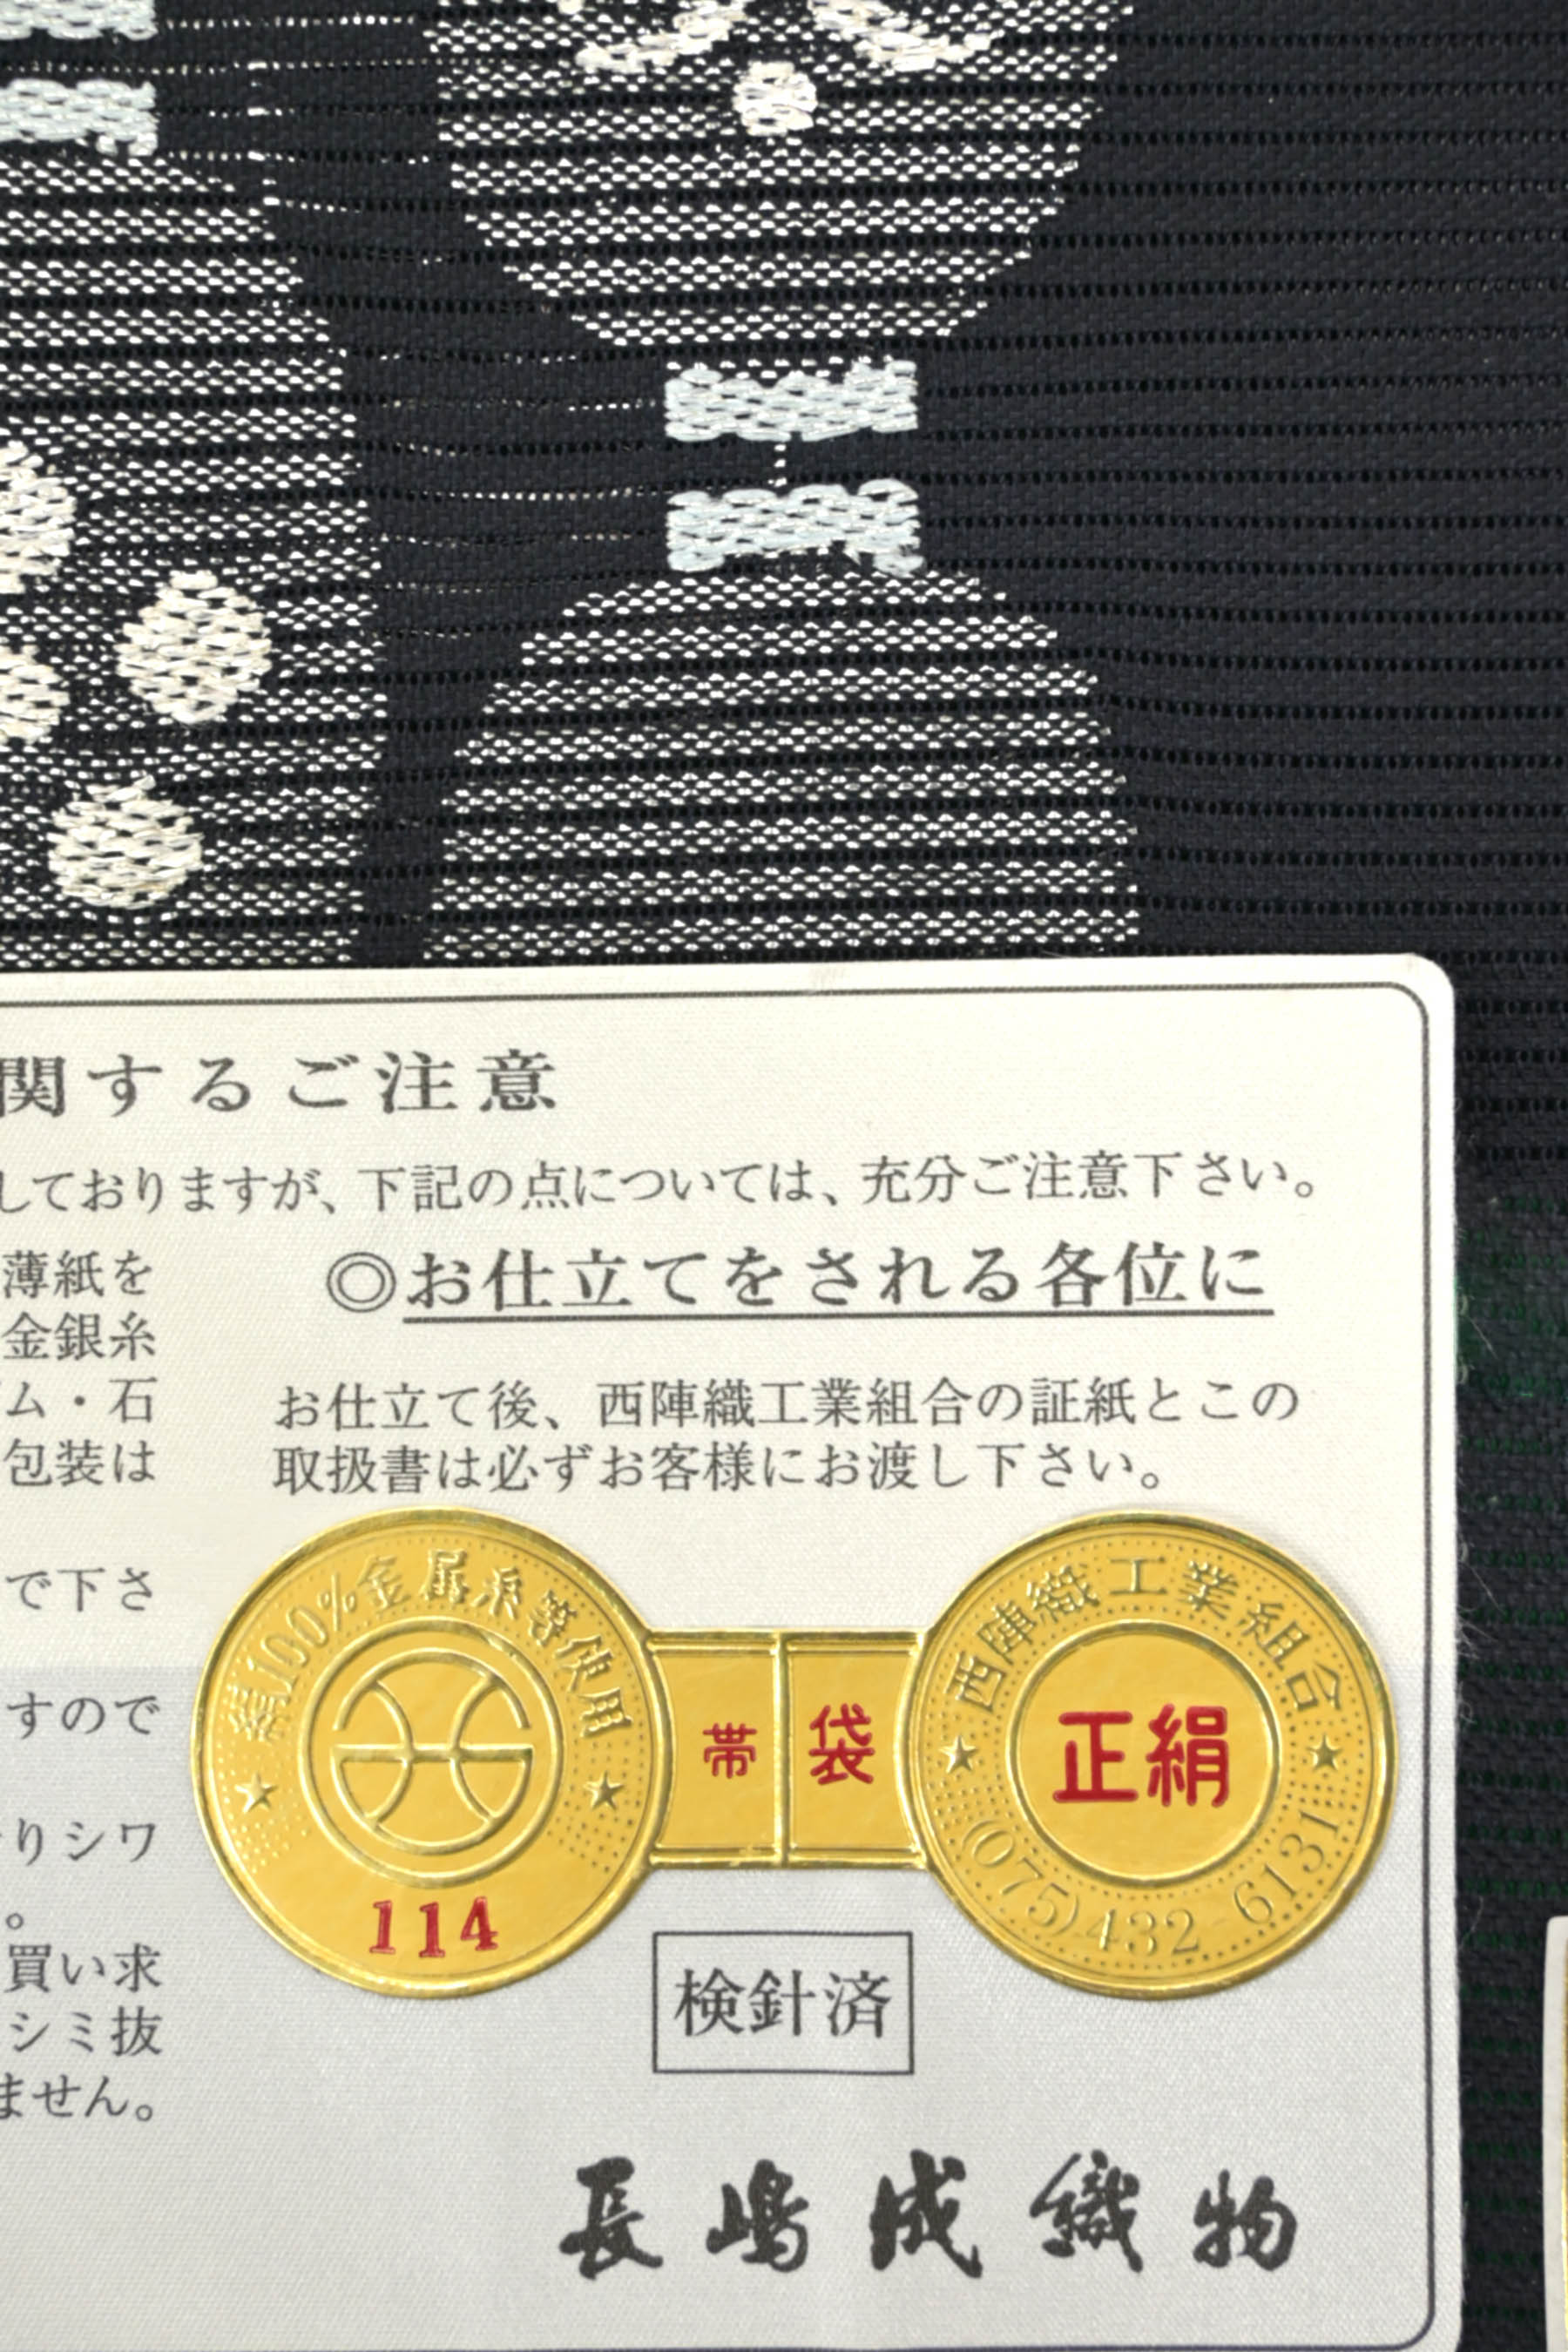 関するご注意
しておりますが、下記の点については、充分ご注意下さい。
薄紙を
金銀糸
ム・石
包装は
で下さ
すので
りシワ
。
買い求
シミ抜
ません。
◎お仕立てをされる各位に
お仕立て後、西陣織工業組合の証紙とこの
取扱書は必ずお客様にお渡し下さい。
絹100%金属糸等使用
114
帯袋
西陣織工業組合
正絹
(075)432 6131
検針済
長嶋成織物